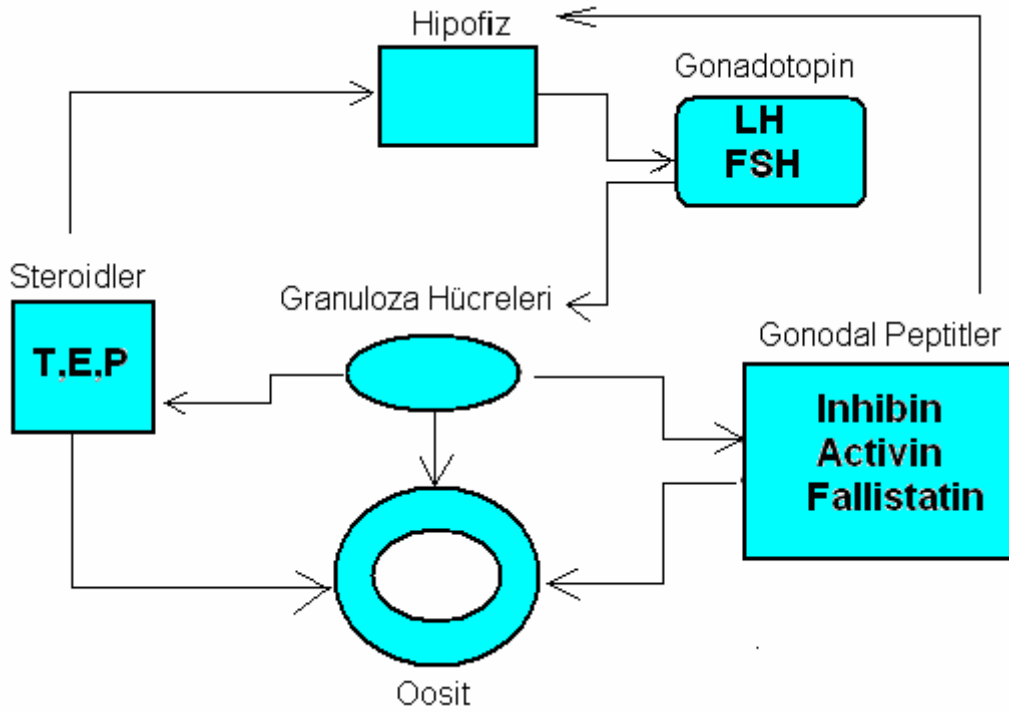 Hipofiz
Gonadotopin
LH
FSH
Steroidler
T,E,P
Granuloza Hücreleri
Gonodal Peptitler
Inhibin
Activin
Fallistatin
Oosit